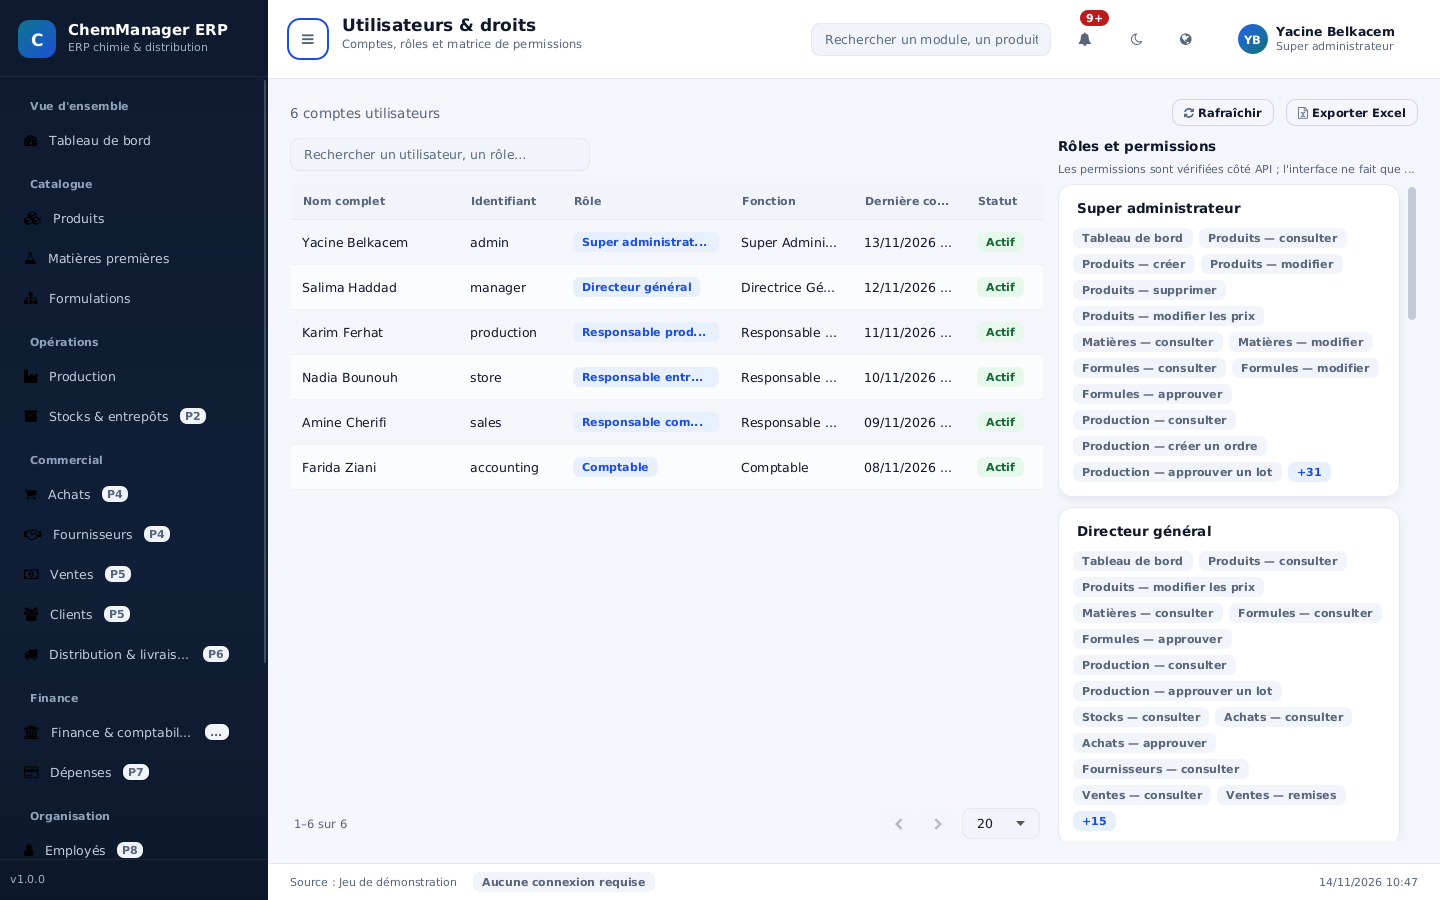 C
ChemManager ERP
ERP chimie & distribution
Vue d'ensemble
Tableau de bord
Catalogue
Produits
Matières premières
Formulations
Opérations
Production
Stocks & entrepôts P2
Commercial
Achats P4
Fournisseurs P4
Ventes P5
Clients P5
Distribution & livrais... P6
Finance
Finance & comptabil... ...
Dépenses P7
Organisation
Employés P8
v1.0.0
Utilisateurs & droits
Comptes, rôles et matrice de permissions
Rechercher un module, un produit
9+
YB
Yacine Belkacem
Super administrateur
6 comptes utilisateurs
Rafraîchir
Exporter Excel
Rechercher un utilisateur, un rôle...
Nom complet Identifiant Rôle Fonction Dernière co... Statut
Yacine Belkacem admin Super administrat... Super Admini... 13/11/2026 ... Actif
Salima Haddad manager Directeur général Directrice Gé... 12/11/2026 ... Actif
Karim Ferhat production Responsable prod... Responsable ... 11/11/2026 ... Actif
Nadia Bounouh store Responsable entr... Responsable ... 10/11/2026 ... Actif
Amine Cherifi sales Responsable com... Responsable ... 09/11/2026 ... Actif
Farida Ziani accounting Comptable Comptable 08/11/2026 ... Actif
1–6 sur 6
20
Rôles et permissions
Les permissions sont vérifiées côté API ; l'interface ne fait que ...
Super administrateur
Tableau de bord Produits — consulter
Produits — créer Produits — modifier
Produits — supprimer
Produits — modifier les prix
Matières — consulter Matières — modifier
Formules — consulter Formules — modifier
Formules — approuver
Production — consulter
Production — créer un ordre
Production — approuver un lot +31
Directeur général
Tableau de bord Produits — consulter
Produits — modifier les prix
Matières — consulter Formules — consulter
Formules — approuver
Production — consulter
Production — approuver un lot
Stocks — consulter Achats — consulter
Achats — approuver
Fournisseurs — consulter
Ventes — consulter Ventes — remises
+15
Source : Jeu de démonstration Aucune connexion requise
14/11/2026 10:47